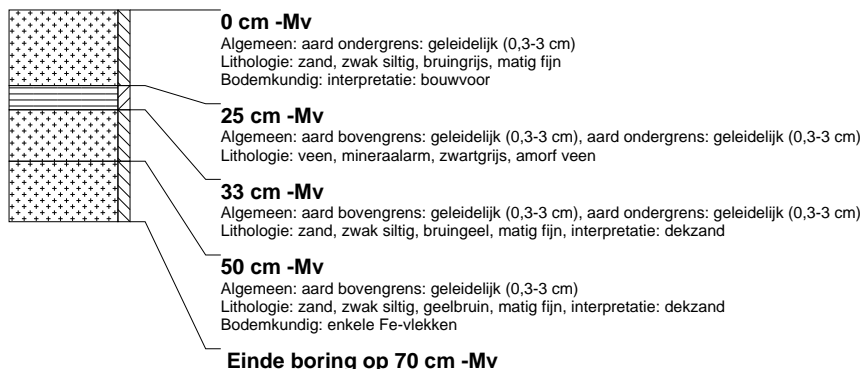 0 cm -Mv
Algemeen: aard ondergrens: geleidelijk (0,3-3 cm)
Lithologie: zand, zwak siltig, bruingrijs, matig fijn
Bodemkundig: interpretatie: bouwvoor
25 cm -Mv
Algemeen: aard bovengrens: geleidelijk (0,3-3 cm), aard ondergrens: geleidelijk (0,3-3 cm)
Lithologie: veen, mineraalarm, zwartgrijs, amorf veen
33 cm -Mv
Algemeen: aard bovengrens: geleidelijk (0,3-3 cm), aard ondergrens: geleidelijk (0,3-3 cm)
Lithologie: zand, zwak siltig, bruingeel, matig fijn, interpretatie: dekzand
50 cm -Mv
Algemeen: aard bovengrens: geleidelijk (0,3-3 cm)
Lithologie: zand, zwak siltig, geelbruin, matig fijn, interpretatie: dekzand
Bodemkundig: enkele Fe-vlekken
Einde boring op 70 cm -Mv